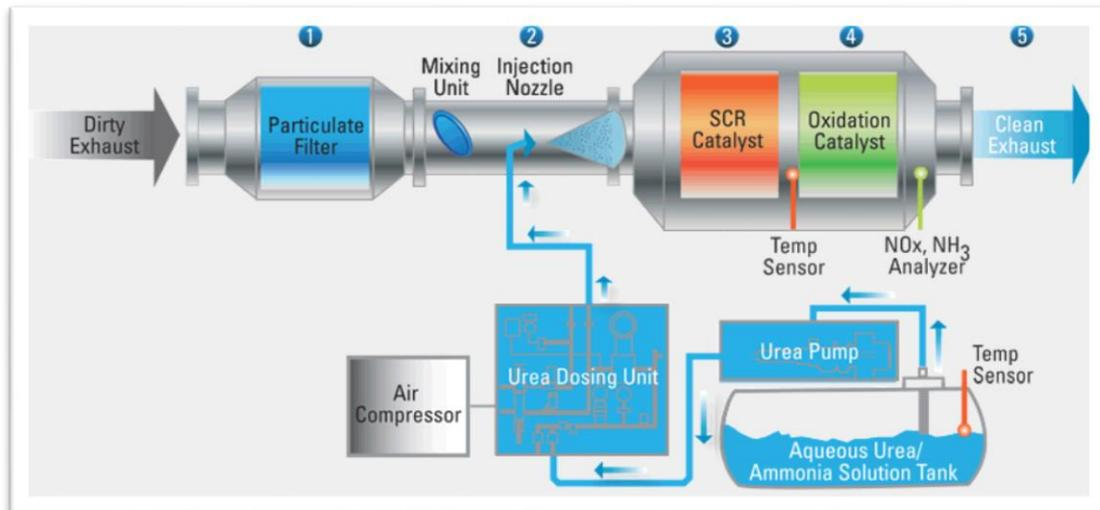 1
2
3
4
5
Mixing
Unit
Injection
Nozzle
Dirty
Exhaust
Particulate
Filter
SCR
Catalyst
Oxidation
Catalyst
Clean
Exhaust
Temp
Sensor
NOx, NH3
Analyzer
Air
Compressor
Urea Dosing Unit
Urea Pump
Temp
Sensor
Aqueous Urea/
Ammonia Solution Tank